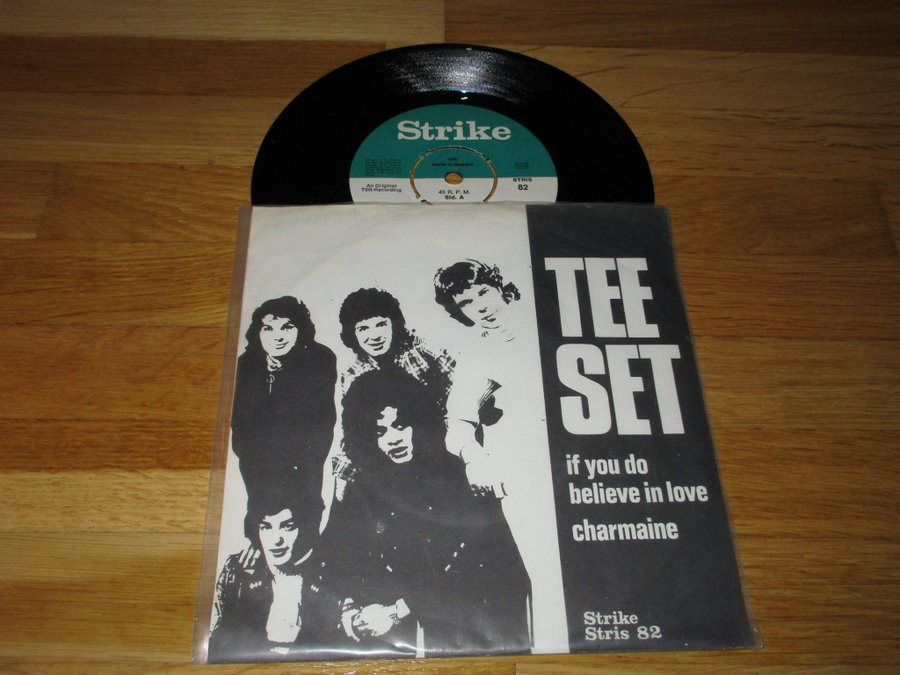 Strike
1970
Made in Sweden
An Original
TSR-Recording
45 R. P. M.
Sid. A
STRIS
82
TEE
SET
if you do
believe in love
charmaine
Strike
Stris 82